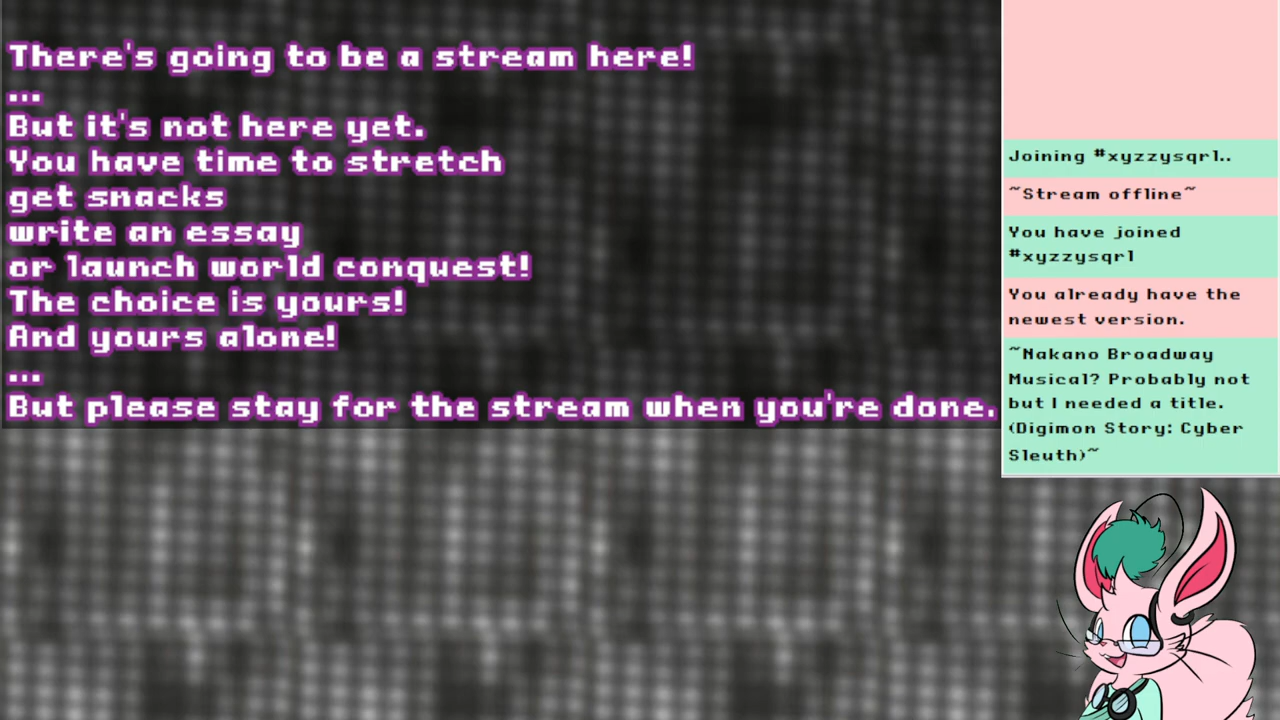 There's going to be a stream here!
...
But it's not here yet.
You have time to stretch
get snacks
write an essay
or launch world conquest!
The choice is yours!
And yours alone!
...
But please stay for the stream when you're done.
Joining #xyzzysqrl..
~Stream offline~
You have joined
#xyzzysqrl
You already have the
newest version.
~Nakano Broadway
Musical? Probably not
but I needed a title.
(Digimon Story: Cyber
Sleuth)~